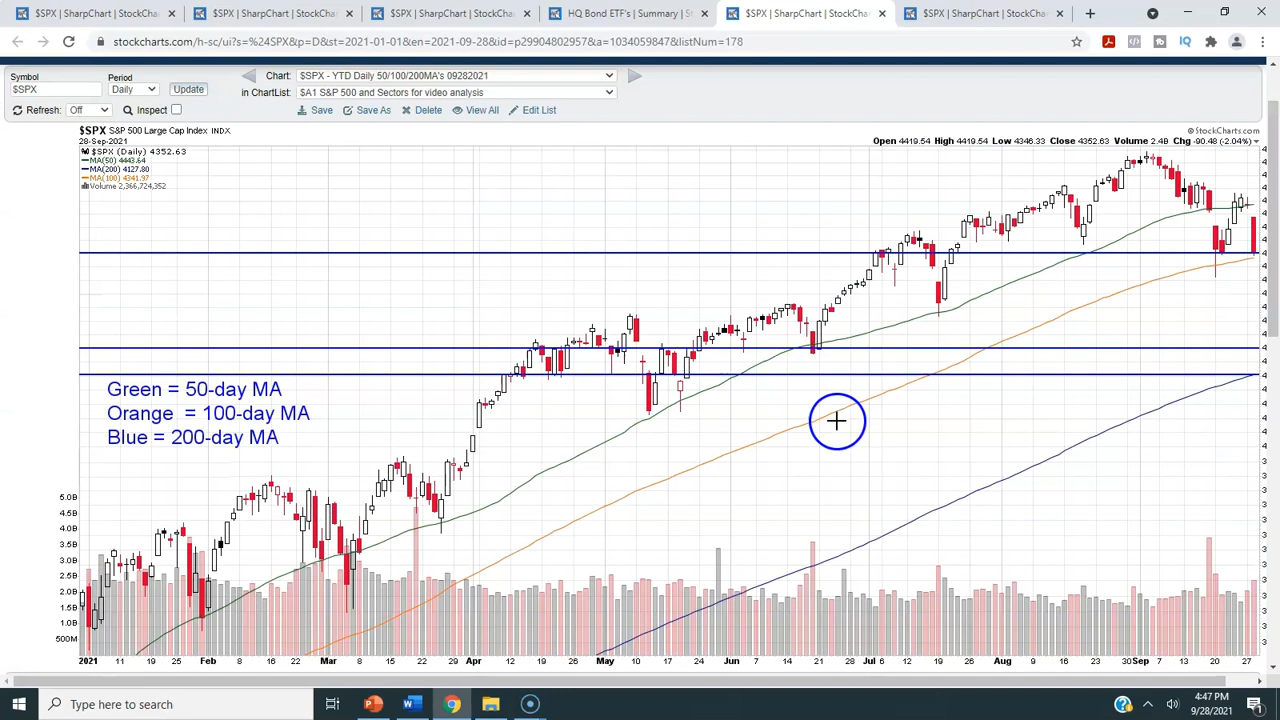 $SPX | SharpChart | StockCh
$SPX | SharpChart | StockCha
$SPX | SharpChart | StockCh
HQ Bond ETF's | Summary | St
$SPX | SharpChart | StockCha
$SPX | SharpChart | StockCha
stockcharts.com/h-sc/ui?s=%24SPX&p=D&st=2021-01-01&en=2021-09-28&id=p29904802957&a=1034059847&listNum=178
Symbol Period Chart: $SPX - YTD Daily 50/100/200MA's 09282021
$SPX Daily Update in ChartList: $A1 S&P 500 and Sectors for video analysis
Refresh: Off Inspect Save Save As Delete View All Edit List
$SPX S&P 500 Large Cap Index INDX © StockCharts.com
28-Sep-2021 Open 4419.54 High 4419.54 Low 4346.33 Close 4352.63 Volume 2.4B Chg -90.48 (-2.04%)
$SPX (Daily) 4352.63
MA(50) 4443.64
MA(200) 4127.80
MA(100) 4341.97
Volume 2,366,724,352
Green = 50-day MA
Orange = 100-day MA
Blue = 200-day MA
5.0B
4.5B
4.0B
3.5B
3.0B
2.5B
2.0B
1.5B
1.0B
500M
2021 11 19 25 Feb 8 16 22 Mar 8 15 22 29 Apr 12 19 26 May 10 17 24 Jun 7 14 21 28 Jul 6 12 19 26 Aug 9 16 23 Sep 7 13 20 27
Type here to search
4:47 PM
9/28/2021